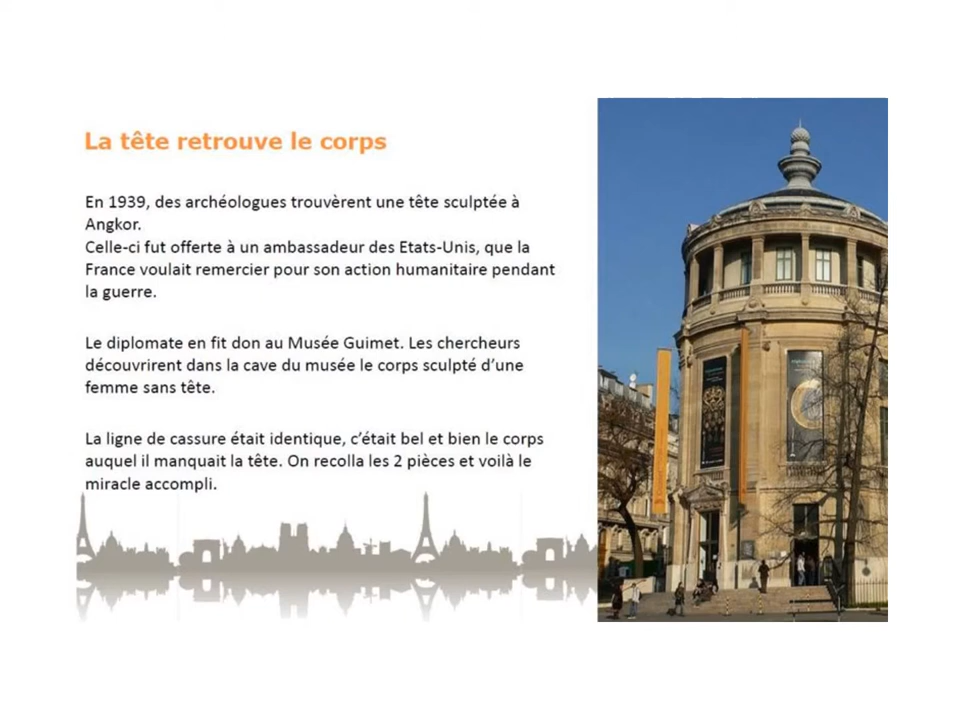 La tête retrouve le corps
En 1939, des archéologues trouvèrent une tête sculptée à
Angkor.
Celle-ci fut offerte à un ambassadeur des Etats-Unis, que la
France voulait remercier pour son action humanitaire pendant
la guerre.
Le diplomate en fit don au Musée Guimet. Les chercheurs
découvrirent dans la cave du musée le corps sculpté d’une
femme sans tête.
La ligne de cassure était identique, c’était bel et bien le corps
auquel il manquait la tête. On recolla les 2 pièces et voilà le
miracle accompli.